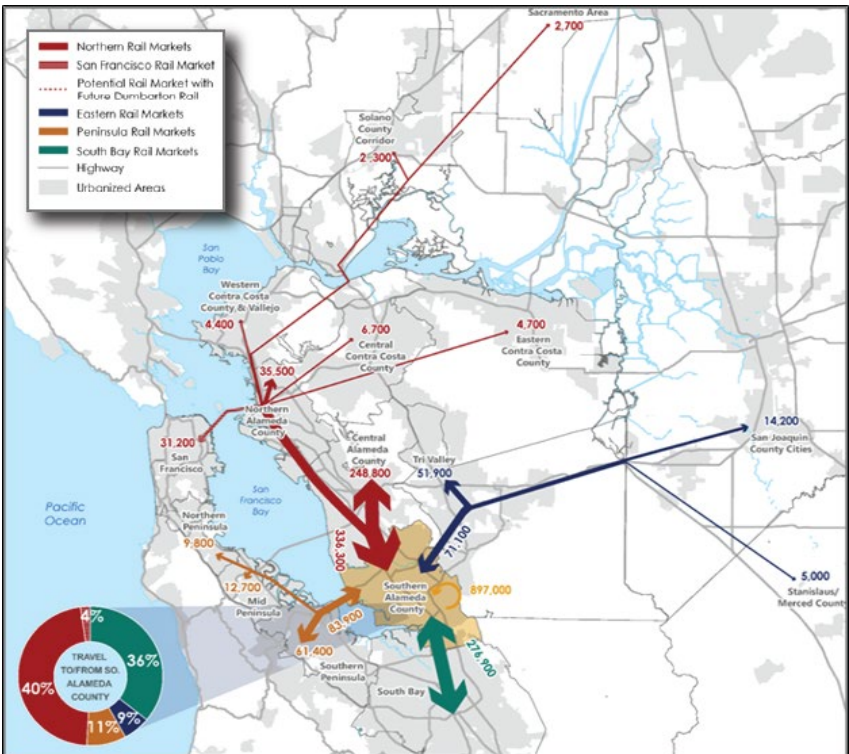 Northern Rail Markets
San Francisco Rail Market
Potential Rail Market with
Future Dumbarton Rail
Eastern Rail Markets
Peninsula Rail Markets
South Bay Rail Markets
Highway
Urbanized Areas
Sacramento Area
2,700
Solano
County
Corridor
2,300
San
Pablo
Bay
Western
Contra Costa
County & Vallejo
4,400
6,700
Central
Contra Costa
County
4,700
Eastern
Contra Costa
County
35,500
Northern
Alameda
County
31,200
San
Francisco
Central
Alameda
County
248,800
Tri Valley
51,900
14,200
San Joaquin
County Cities
Pacific
Ocean
San
Francisco
Bay
336,300
71,100
Northern
Peninsula
9,800
12,700
Mid
Peninsula
Southern
Alameda
County
897,000
5,000
Stanislaus/
Merced County
83,900
61,400
Southern
Peninsula
South Bay
276,900
TRAVEL
TO/FROM SO.
ALAMEDA
COUNTY
4%
36%
9%
11%
40%